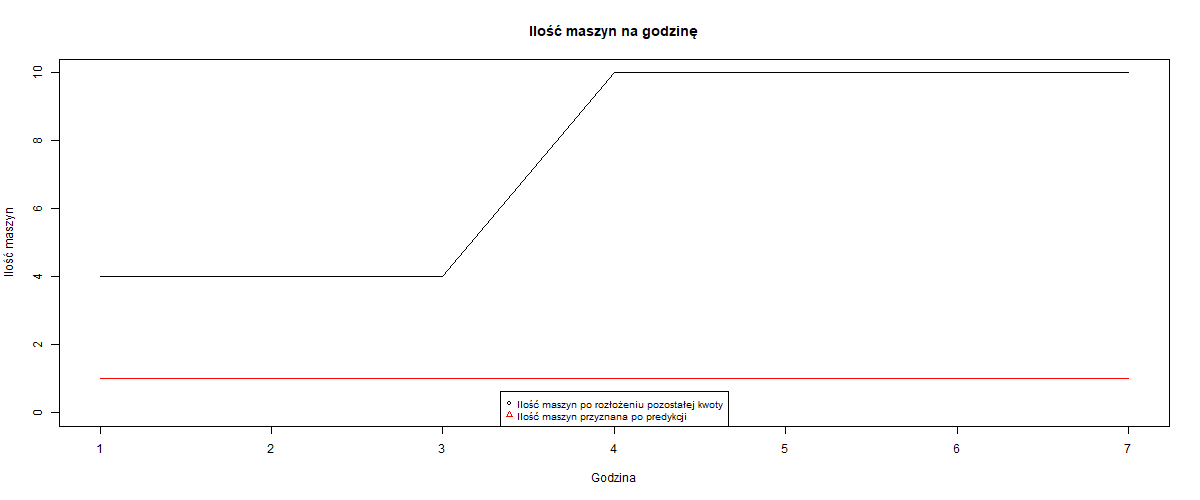 Ilość maszyn na godzinę
Ilość maszyn
10
8
6
4
2
0
Ilość maszyn po rozłożeniu pozostałej kwoty
Ilość maszyn przyznana po predykcji
1 2 3 4 5 6 7
Godzina